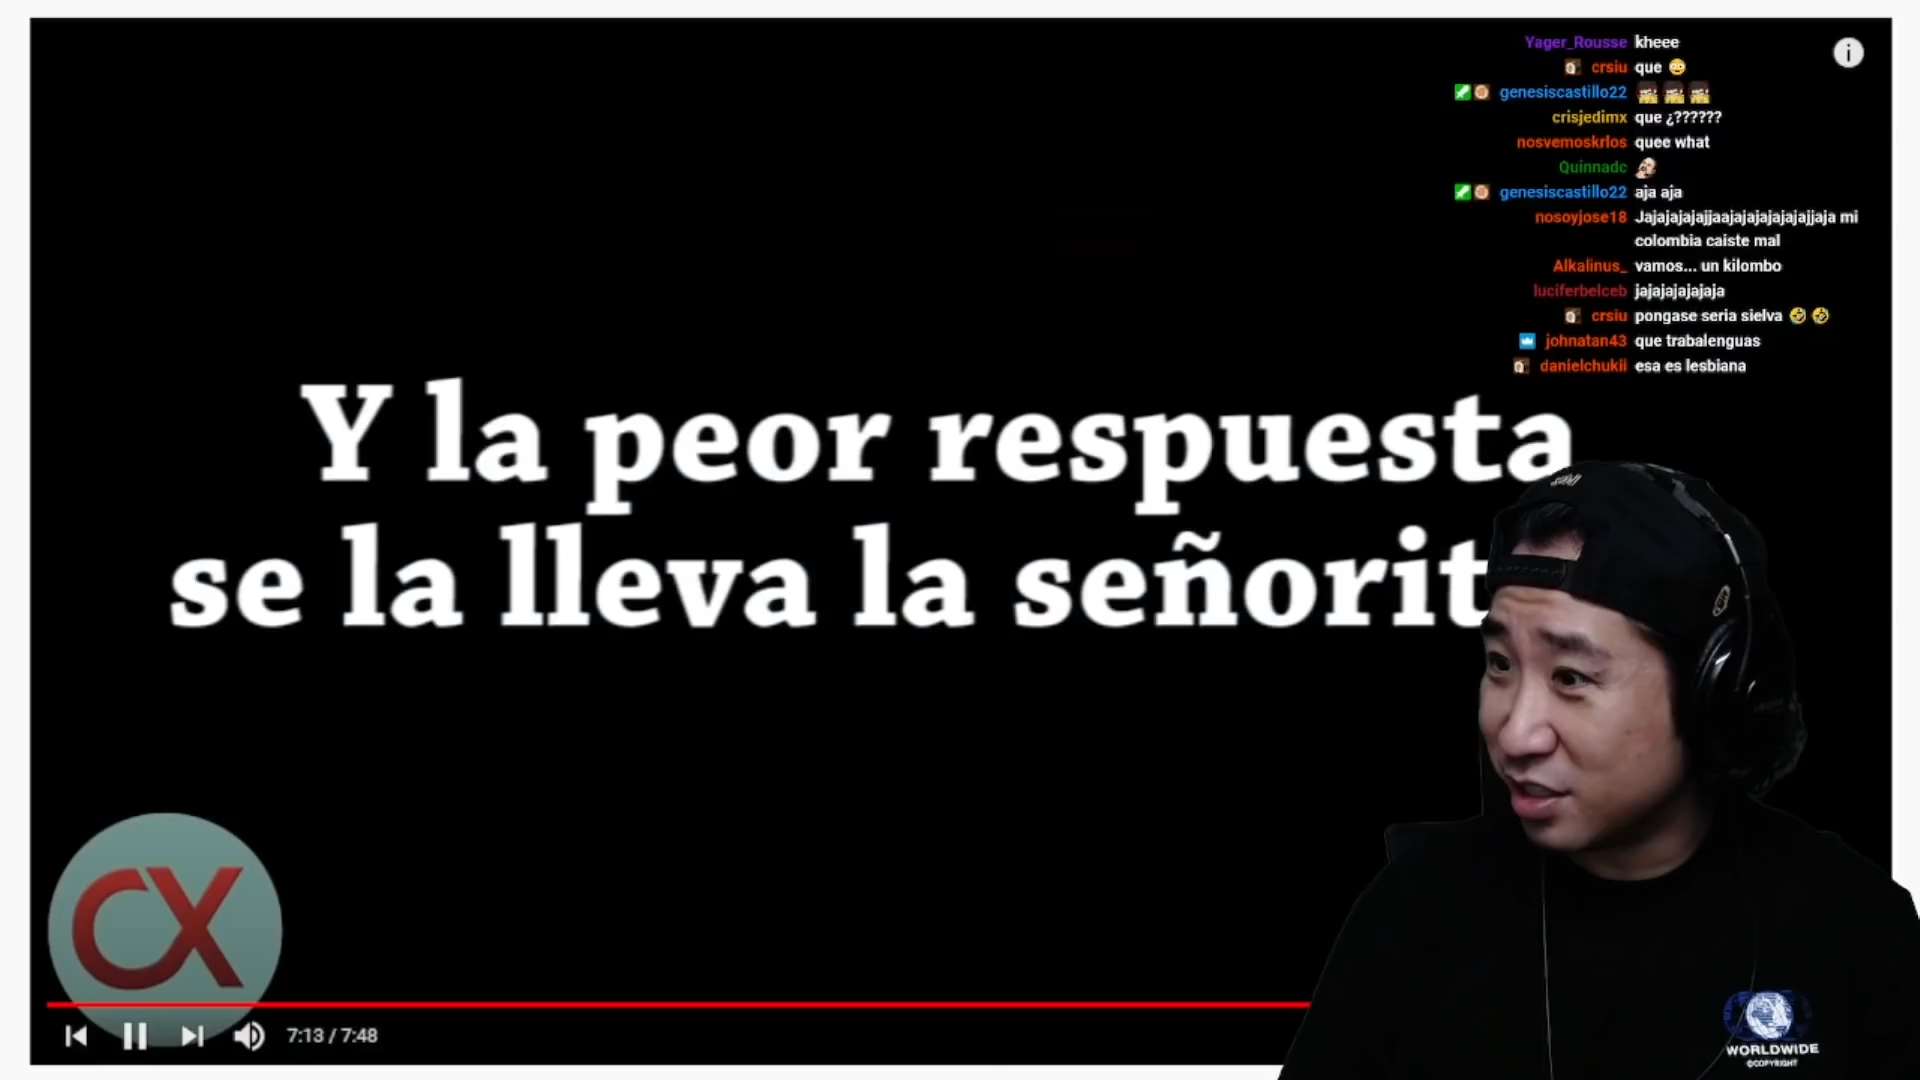 Yager_Rousse kheee
crsiu que
genesiscastillo22
crisjedimx que ¿??????
nosvemoskrlos quee what
Quinnadc
genesiscastillo22 aja aja
nosoyjose18 Jajajajajajjaajajajajajajajjaja mi
colombia caiste mal
Alkalinus_ vamos... un kilombo
luciferbelceb jajajajajajaja
crsiu pongase seria sielva
johnatan43 que trabalenguas
danielchukii esa es lesbiana
Y la peor respuesta
se la lleva la señorit
CX
7:13 / 7:48
WORLDWIDE
©COPYRIGHT